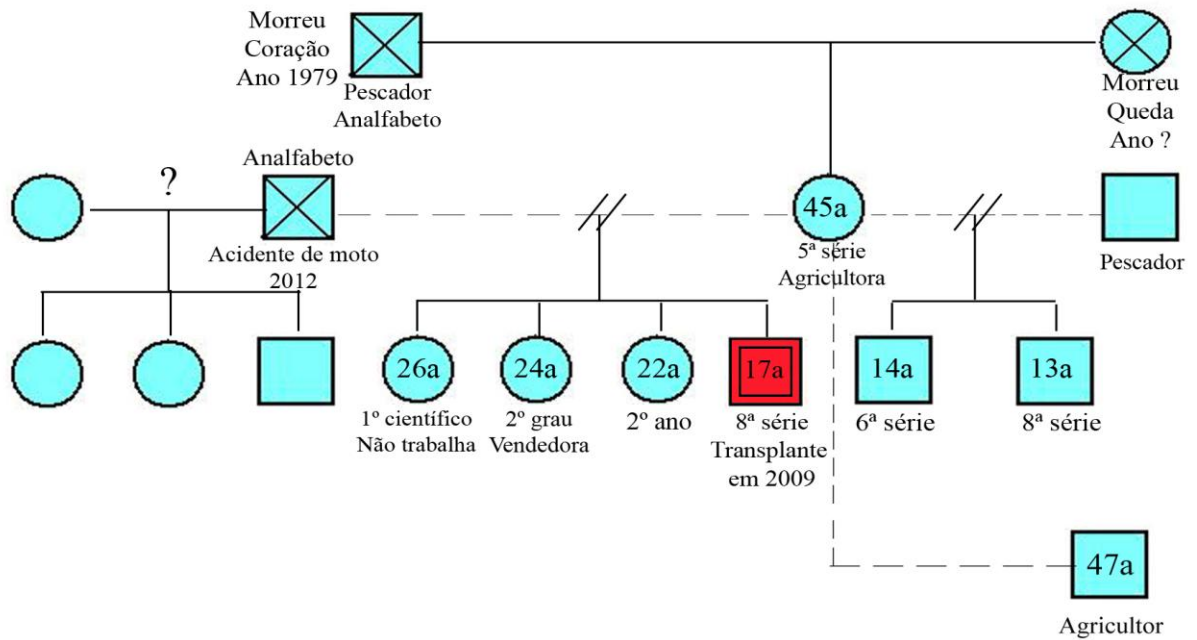 Morreu
Coração
Ano 1979
Pescador
Analfabeto
Morreu
Queda
Ano ?
?
Analfabeto
Acidente de moto
2012
45a
5ª série
Agricultora
Pescador
26a
1º científico
Não trabalha
24a
2º grau
Vendedora
22a
2º ano
17a
8ª série
Transplante
em 2009
14a
6ª série
13a
8ª série
47a
Agricultor